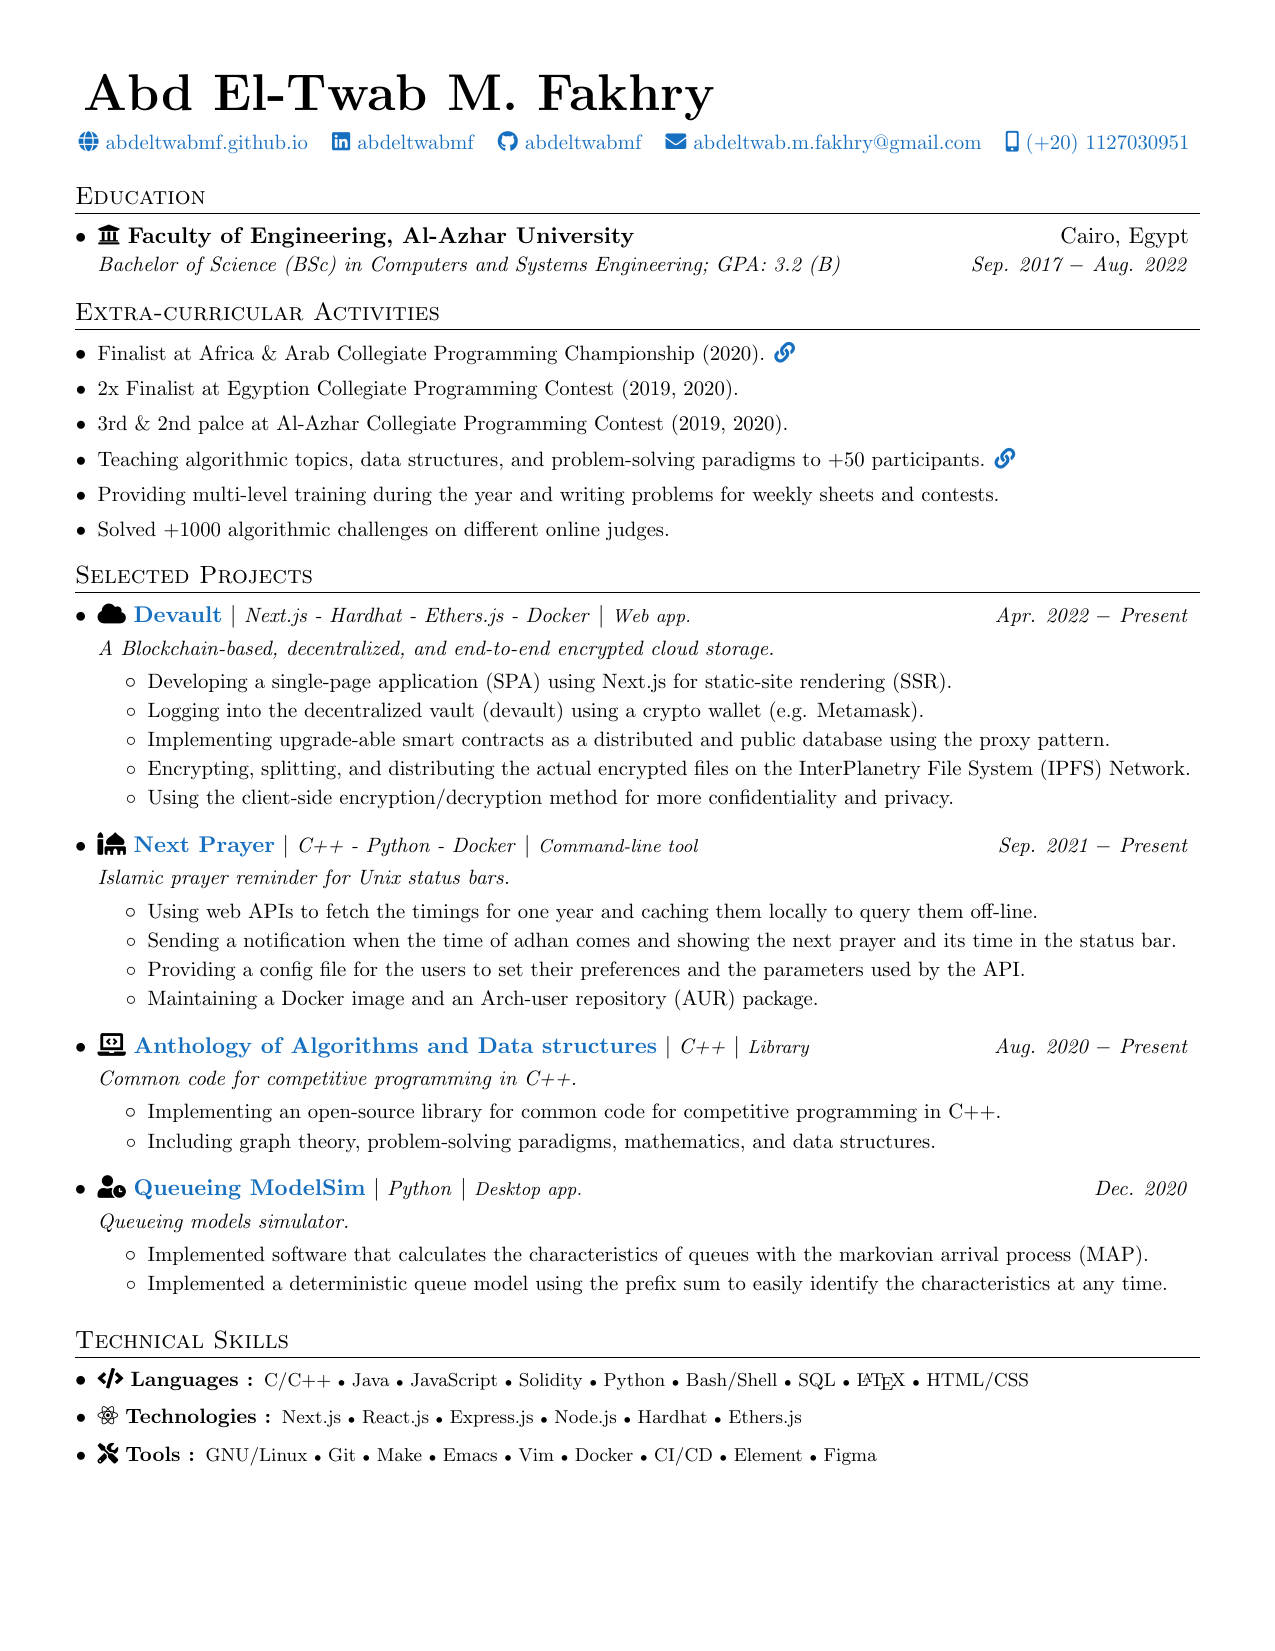 Abd El-Twab M. Fakhry
abdeltwabmf.github.io abdeltwabmf abdeltwabmf abdeltwab.m.fakhry@gmail.com (+20) 1127030951
Education
• Faculty of Engineering, Al-Azhar University Cairo, Egypt
Bachelor of Science (BSc) in Computers and Systems Engineering; GPA: 3.2 (B) Sep. 2017 – Aug. 2022
Extra-curricular Activities
• Finalist at Africa & Arab Collegiate Programming Championship (2020).
• 2x Finalist at Egyption Collegiate Programming Contest (2019, 2020).
• 3rd & 2nd palce at Al-Azhar Collegiate Programming Contest (2019, 2020).
• Teaching algorithmic topics, data structures, and problem-solving paradigms to +50 participants.
• Providing multi-level training during the year and writing problems for weekly sheets and contests.
• Solved +1000 algorithmic challenges on different online judges.
Selected Projects
• Devault | Next.js - Hardhat - Ethers.js - Docker | Web app. Apr. 2022 – Present
A Blockchain-based, decentralized, and end-to-end encrypted cloud storage.
◦ Developing a single-page application (SPA) using Next.js for static-site rendering (SSR).
◦ Logging into the decentralized vault (devault) using a crypto wallet (e.g. Metamask).
◦ Implementing upgrade-able smart contracts as a distributed and public database using the proxy pattern.
◦ Encrypting, splitting, and distributing the actual encrypted files on the InterPlanetry File System (IPFS) Network.
◦ Using the client-side encryption/decryption method for more confidentiality and privacy.
• Next Prayer | C++ - Python - Docker | Command-line tool Sep. 2021 – Present
Islamic prayer reminder for Unix status bars.
◦ Using web APIs to fetch the timings for one year and caching them locally to query them off-line.
◦ Sending a notification when the time of adhan comes and showing the next prayer and its time in the status bar.
◦ Providing a config file for the users to set their preferences and the parameters used by the API.
◦ Maintaining a Docker image and an Arch-user repository (AUR) package.
• Anthology of Algorithms and Data structures | C++ | Library Aug. 2020 – Present
Common code for competitive programming in C++.
◦ Implementing an open-source library for common code for competitive programming in C++.
◦ Including graph theory, problem-solving paradigms, mathematics, and data structures.
• Queueing ModelSim | Python | Desktop app. Dec. 2020
Queueing models simulator.
◦ Implemented software that calculates the characteristics of queues with the markovian arrival process (MAP).
◦ Implemented a deterministic queue model using the prefix sum to easily identify the characteristics at any time.
Technical Skills
• Languages : C/C++ • Java • JavaScript • Solidity • Python • Bash/Shell • SQL • LATEX • HTML/CSS
• Technologies : Next.js • React.js • Express.js • Node.js • Hardhat • Ethers.js
• Tools : GNU/Linux • Git • Make • Emacs • Vim • Docker • CI/CD • Element • Figma